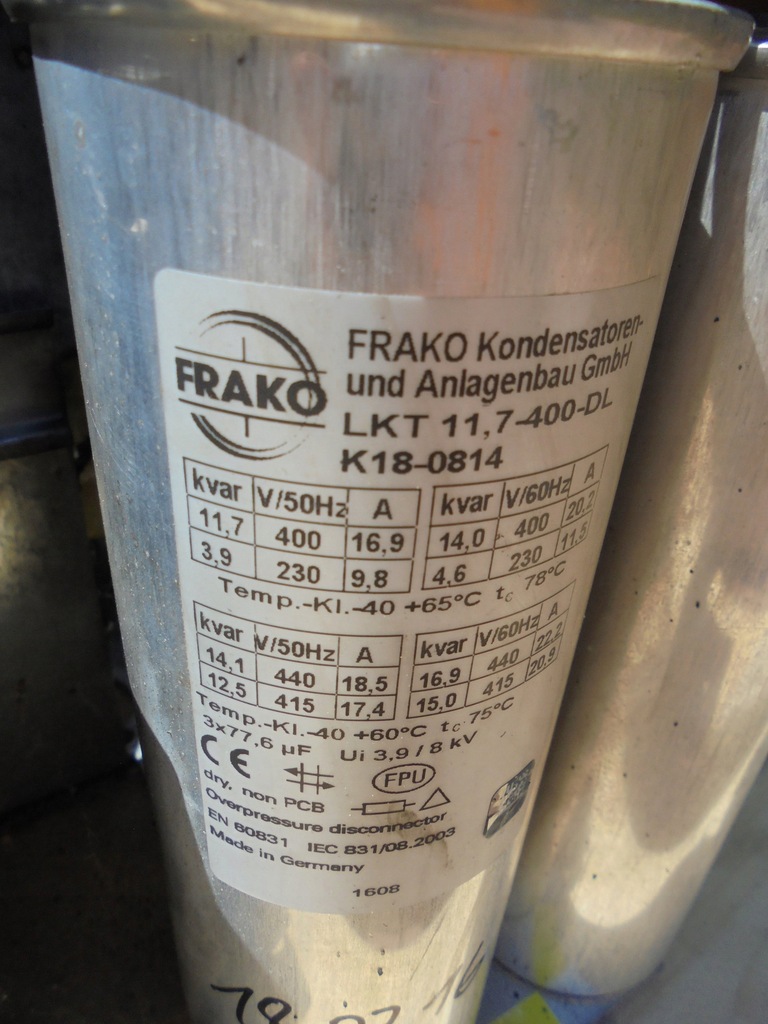 FRAKO
FRAKO Kondensatoren-
und Anlagenbau GmbH
LKT 11,7-400-DL
K18-0814
kvar V/50Hz A
11,7 400 16,9
3,9 230 9,8
kvar V/60Hz A
14,0 400 20,2
4,6 230 11,5
Temp.-Kl.-40 +65°C tc 78°C
kvar V/50Hz A
14,1 440 18,5
12,5 415 17,4
kvar V/60Hz A
16,9 440 22,2
15,0 415 20,9
Temp.-Kl.-40 +60°C tc 75°C
3x77,6 µF Ui 3,9 / 8 kV
CE FPU
dry, non PCB
Overpressure disconnector
EN 60831 IEC 831/08.2003
Made in Germany
1608